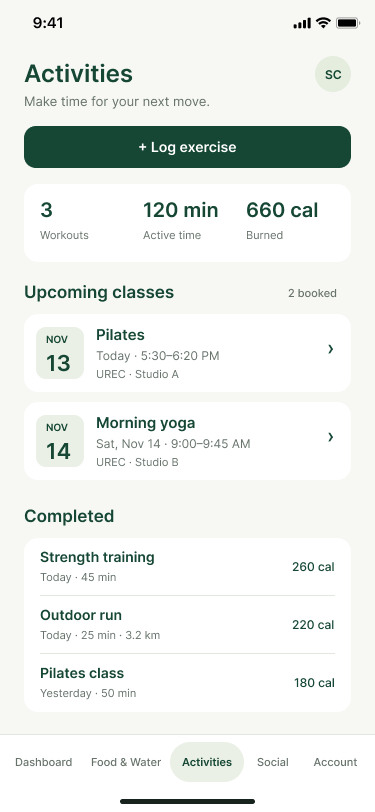 9:41
Activities
SC
Make time for your next move.
+ Log exercise
3
120 min
660 cal
Workouts
Active time
Burned
Upcoming classes
2 booked
NOV
13
Pilates
Today · 5:30–6:20 PM
UREC · Studio A
NOV
14
Morning yoga
Sat, Nov 14 · 9:00–9:45 AM
UREC · Studio B
Completed
Strength training
260 cal
Today · 45 min
Outdoor run
220 cal
Today · 25 min · 3.2 km
Pilates class
180 cal
Yesterday · 50 min
Dashboard
Food & Water
Activities
Social
Account